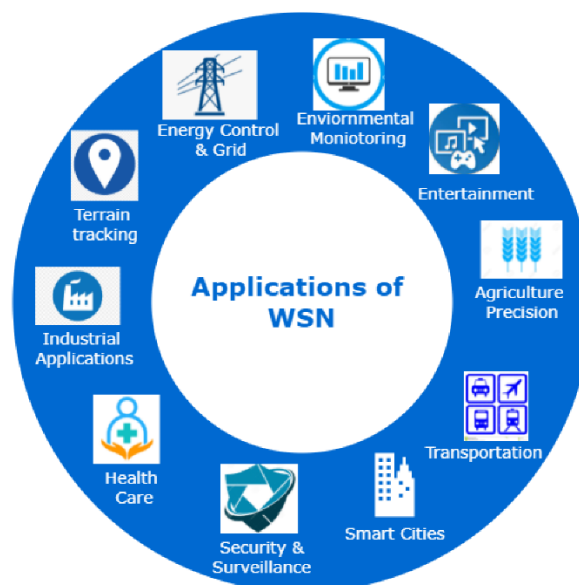 Applications of
WSN
Energy Control
& Grid
Enviornmental
Moniotoring
Entertainment
Agriculture
Precision
Transportation
Smart Cities
Security &
Surveillance
Health
Care
Industrial
Applications
Terrain
tracking